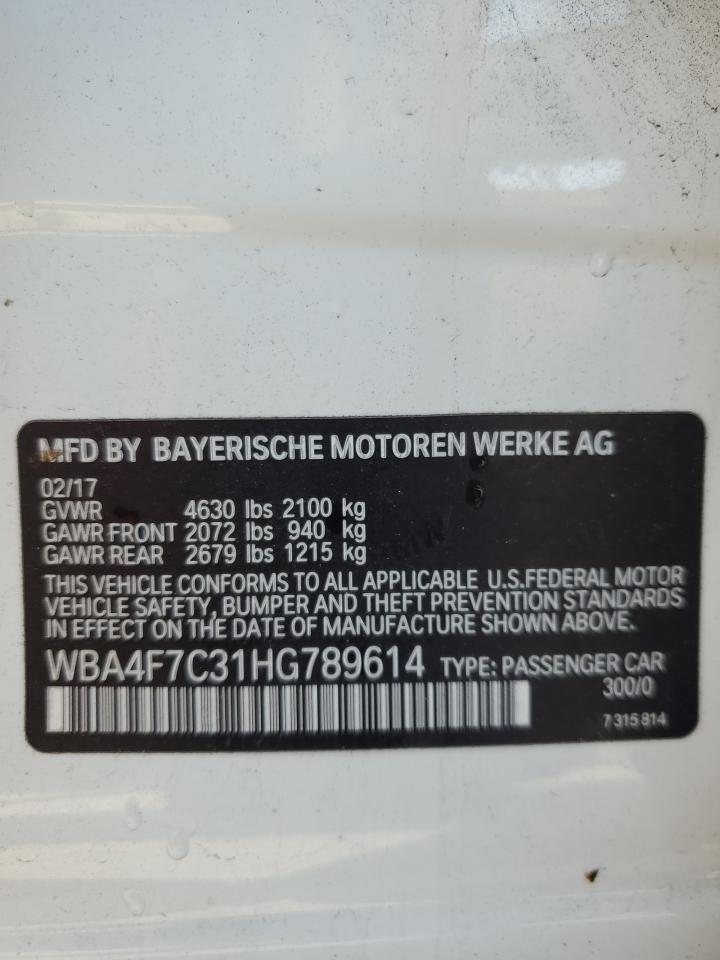 MFD BY BAYERISCHE MOTOREN WERKE AG
02/17
GVWR 4630 lbs 2100 kg
GAWR FRONT 2072 lbs 940 kg
GAWR REAR 2679 lbs 1215 kg
THIS VEHICLE CONFORMS TO ALL APPLICABLE U.S.FEDERAL MOTOR
VEHICLE SAFETY, BUMPER AND THEFT PREVENTION STANDARDS
IN EFFECT ON THE DATE OF MANUFACTURE SHOWN ABOVE.
WBA4F7C31HG789614 TYPE: PASSENGER CAR
300/0
7 315 814